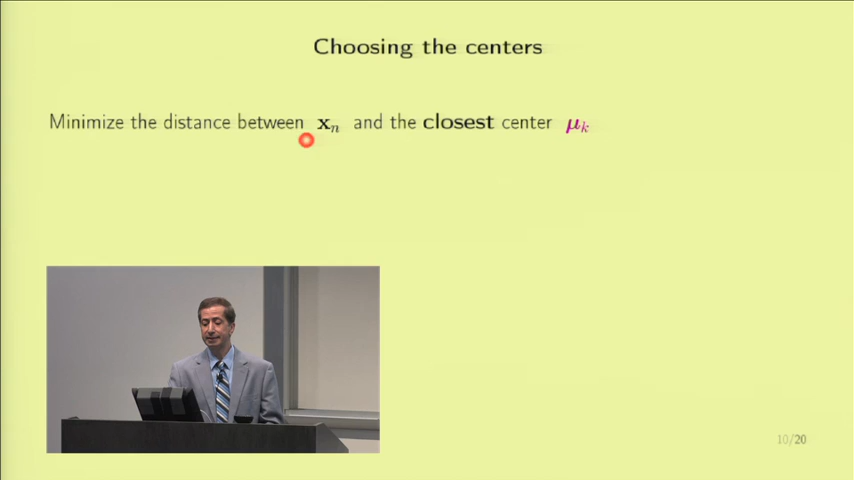 Choosing the centers
Minimize the distance between xₙ and the closest center μₖ
10/20